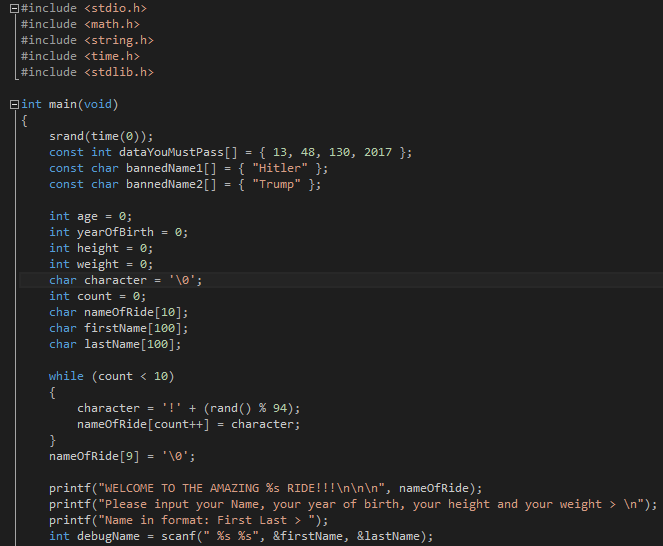 #include <stdio.h>
#include <math.h>
#include <string.h>
#include <time.h>
#include <stdlib.h>

int main(void)
{
    srand(time(0));
    const int dataYouMustPass[] = { 13, 48, 130, 2017 };
    const char bannedName1[] = { "Hitler" };
    const char bannedName2[] = { "Trump" };

    int age = 0;
    int yearOfBirth = 0;
    int height = 0;
    int weight = 0;
    char character = '\0';
    int count = 0;
    char nameOfRide[10];
    char firstName[100];
    char lastName[100];

    while (count < 10)
    {
        character = '!' + (rand() % 94);
        nameOfRide[count++] = character;
    }
    nameOfRide[9] = '\0';

    printf("WELCOME TO THE AMAZING %s RIDE!!!\n\n\n", nameOfRide);
    printf("Please input your Name, your year of birth, your height and your weight > \n");
    printf("Name in format: First Last > ");
    int debugName = scanf(" %s %s", &firstName, &lastName);